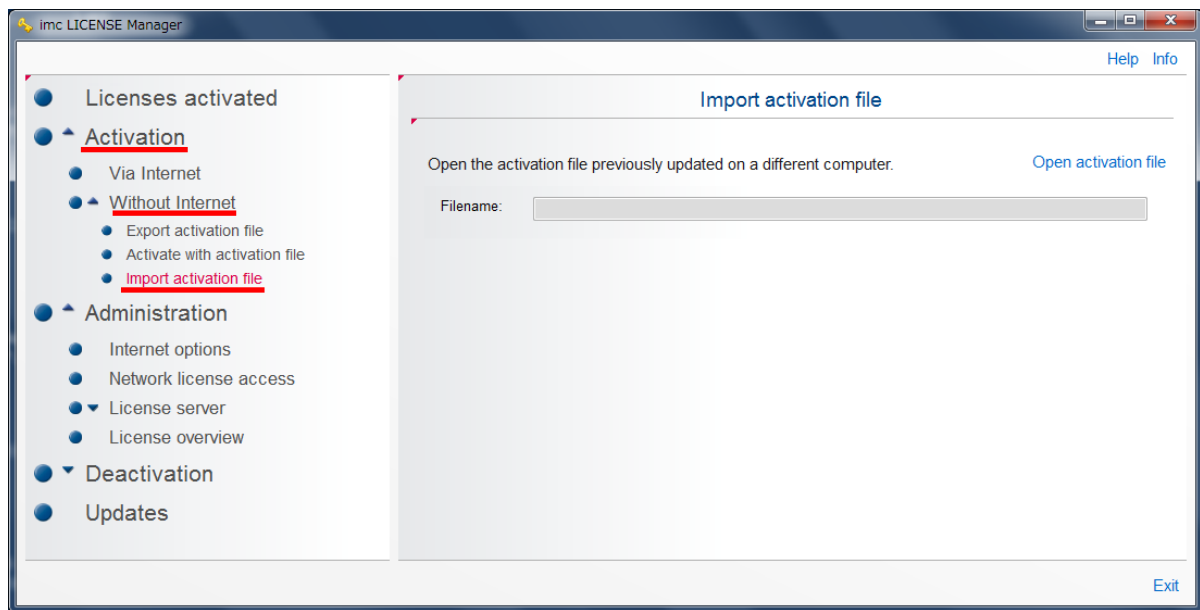 imc LICENSE Manager
Help Info
Licenses activated
Activation
Via Internet
Without Internet
Export activation file
Activate with activation file
Import activation file
Administration
Internet options
Network license access
License server
License overview
Deactivation
Updates
Import activation file
Open the activation file previously updated on a different computer.
Open activation file
Filename:
Exit